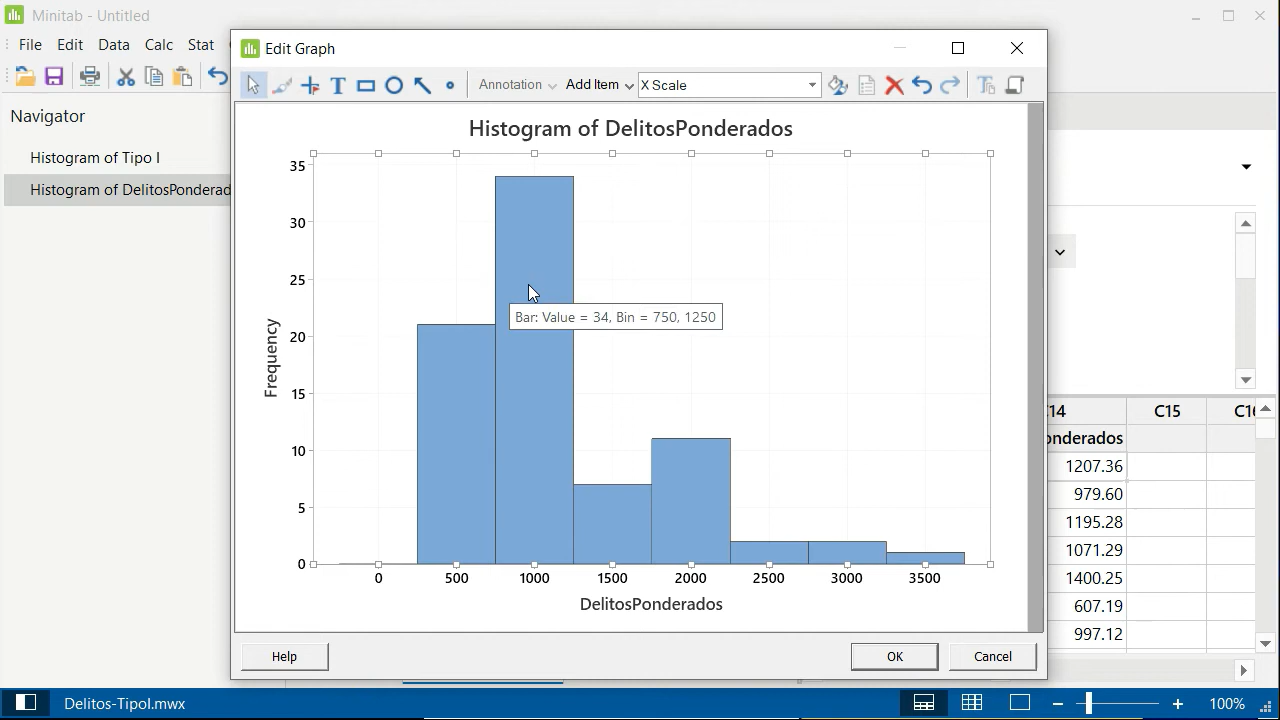 Minitab - Untitled
File Edit Data Calc Stat
Edit Graph
Annotation Add Item X Scale
Navigator
Histogram of Tipo I
Histogram of DelitosPonderad
Histogram of DelitosPonderados
35
30
25
20
15
10
5
0
Frequency
Bar: Value = 34, Bin = 750, 1250
0 500 1000 1500 2000 2500 3000 3500
DelitosPonderados
Help OK Cancel
C14 C15 C16
onderados
1207.36
979.60
1195.28
1071.29
1400.25
607.19
997.12
Delitos-TipoI.mwx
100%